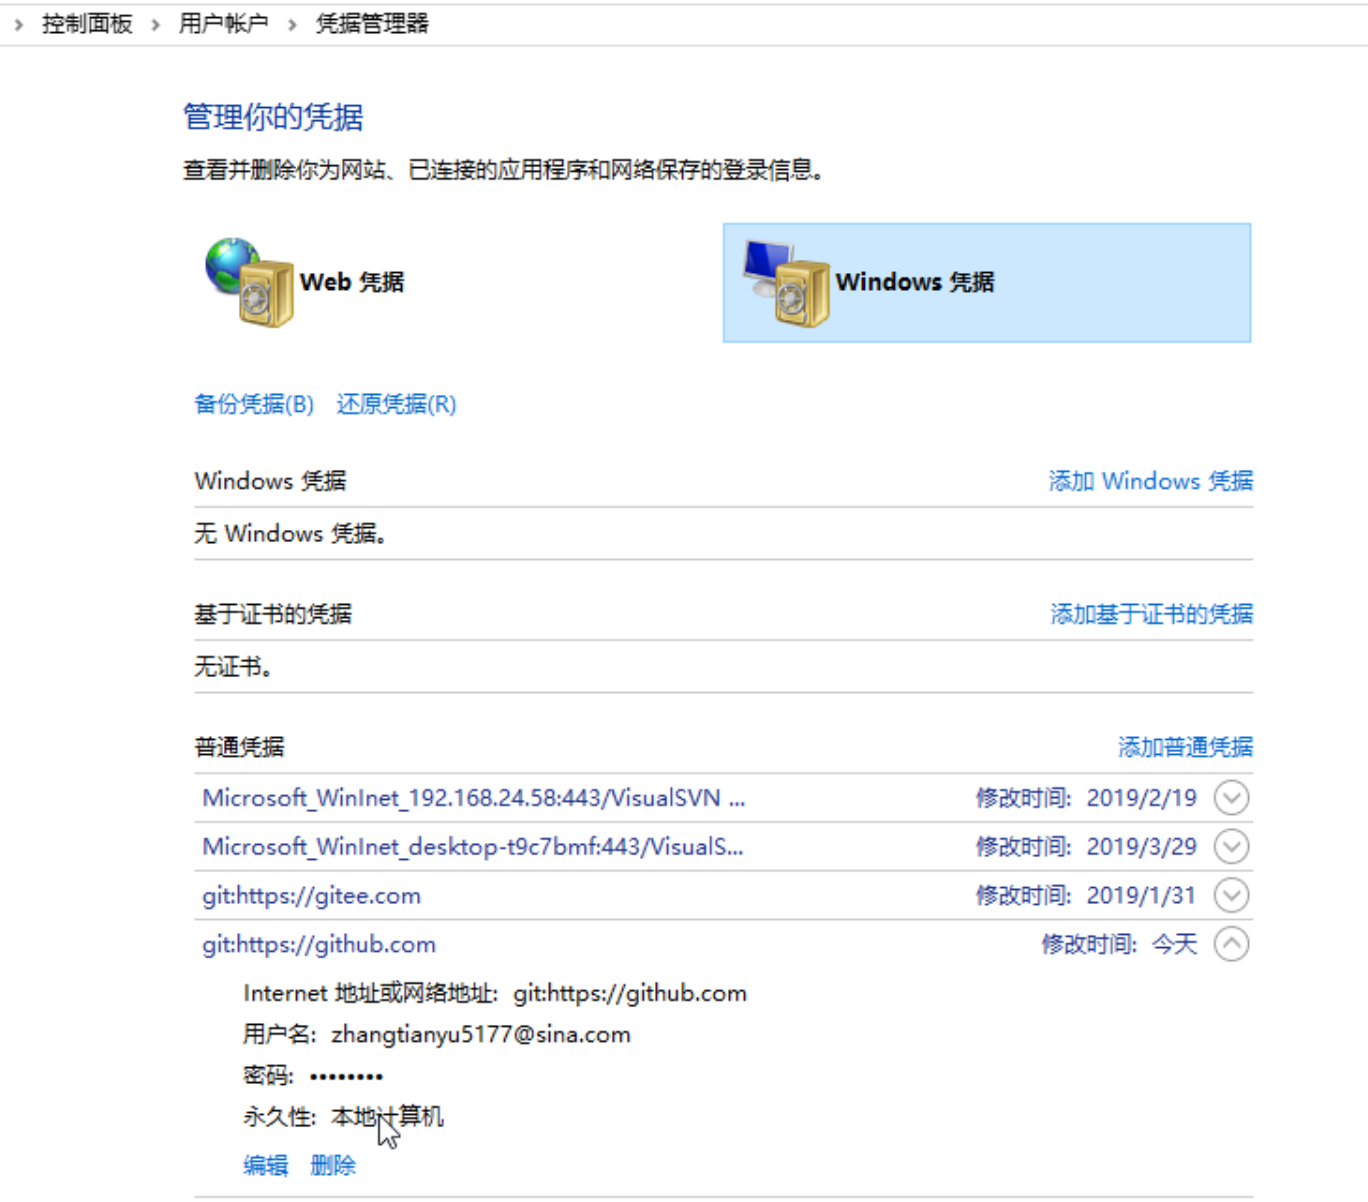 › 控制面板 › 用户帐户 › 凭据管理器
管理你的凭据
查看并删除你为网站、已连接的应用程序和网络保存的登录信息。
Web 凭据
Windows 凭据
备份凭据(B) 还原凭据(R)
Windows 凭据 添加 Windows 凭据
无 Windows 凭据。
基于证书的凭据 添加基于证书的凭据
无证书。
普通凭据 添加普通凭据
Microsoft_WinInet_192.168.24.58:443/VisualSVN ... 修改时间: 2019/2/19
Microsoft_WinInet_desktop-t9c7bmf:443/VisualS... 修改时间: 2019/3/29
git:https://gitee.com 修改时间: 2019/1/31
git:https://github.com 修改时间: 今天
Internet 地址或网络地址: git:https://github.com
用户名: zhangtianyu5177@sina.com
密码: ••••••••
永久性: 本地计算机
编辑 删除